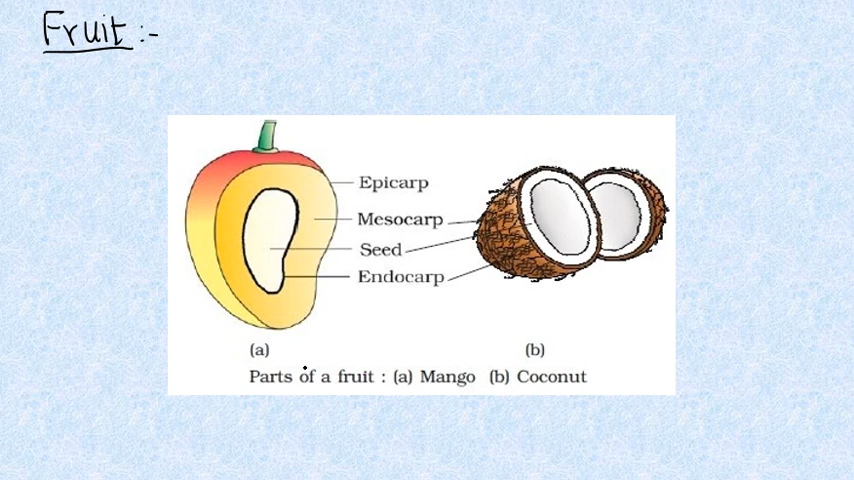 Fruit :-
Epicarp
Mesocarp
Seed
Endocarp
(a) (b)
Parts of a fruit : (a) Mango (b) Coconut